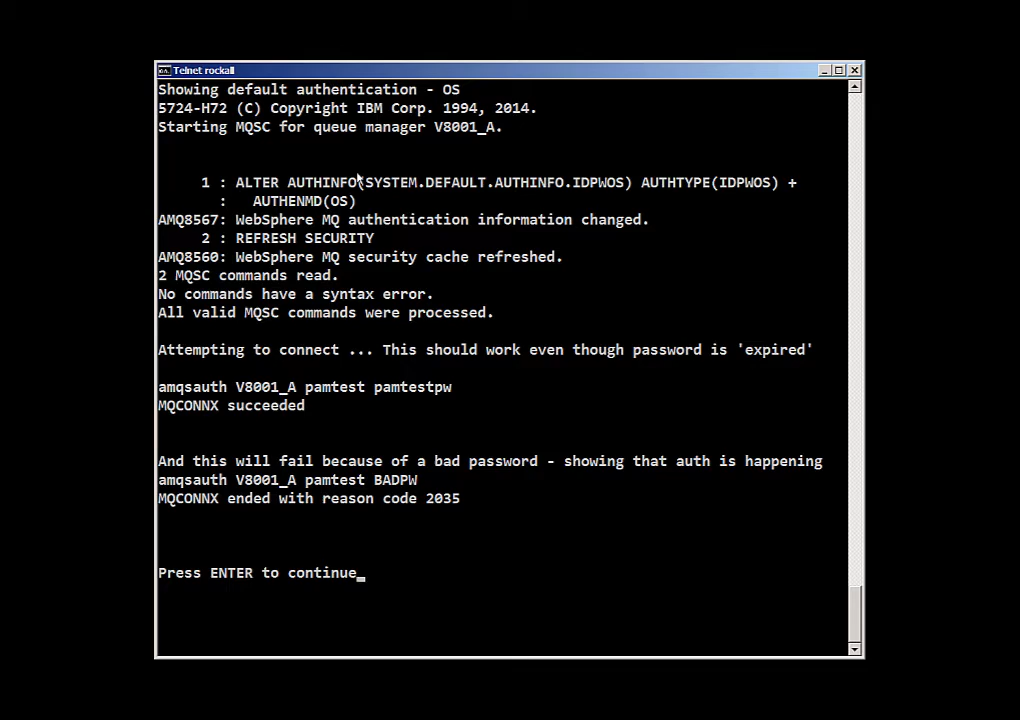 Telnet rockall
Showing default authentication - OS
5724-H72 (C) Copyright IBM Corp. 1994, 2014.
Starting MQSC for queue manager V8001_A.
1 : ALTER AUTHINFO(SYSTEM.DEFAULT.AUTHINFO.IDPWOS) AUTHTYPE(IDPWOS) +
: AUTHENMD(OS)
AMQ8567: WebSphere MQ authentication information changed.
2 : REFRESH SECURITY
AMQ8560: WebSphere MQ security cache refreshed.
2 MQSC commands read.
No commands have a syntax error.
All valid MQSC commands were processed.
Attempting to connect ... This should work even though password is 'expired'
amqsauth V8001_A pamtest pamtestpw
MQCONNX succeeded
And this will fail because of a bad password - showing that auth is happening
amqsauth V8001_A pamtest BADPW
MQCONNX ended with reason code 2035
Press ENTER to continue_